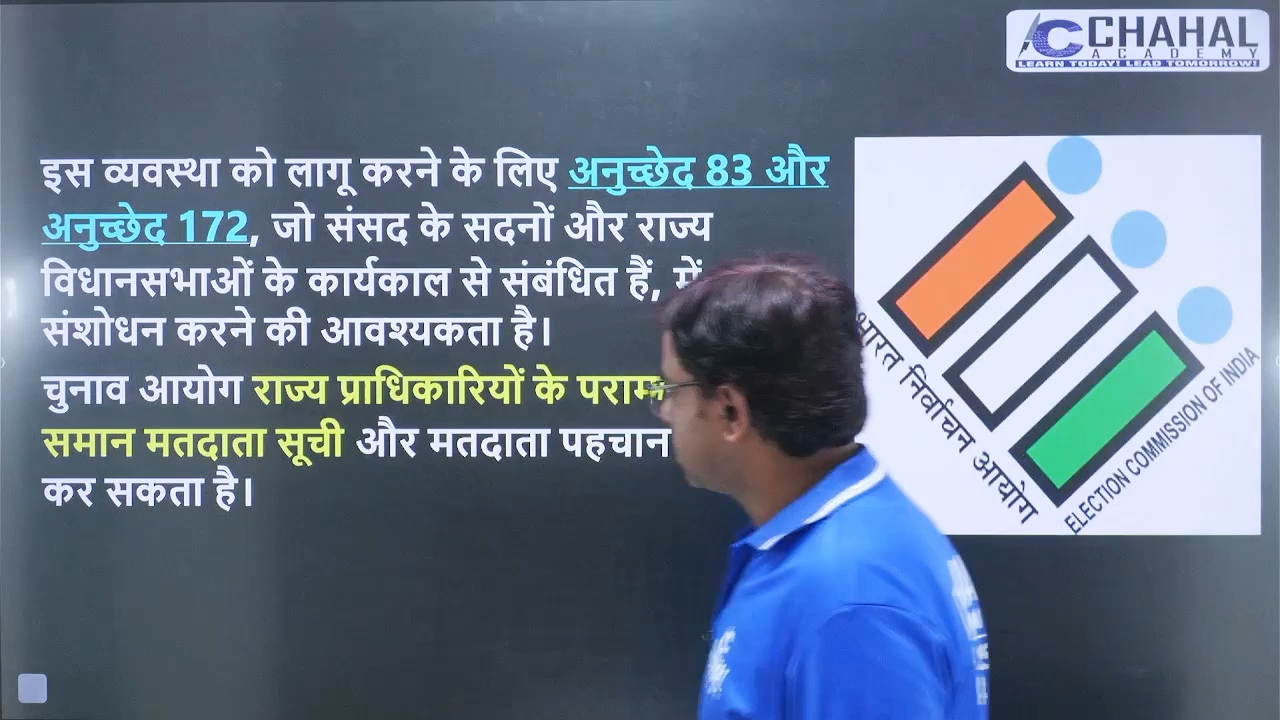 CHAHAL
ACADEMY
LEARN TODAY! LEAD TOMORROW!
इस व्यवस्था को लागू करने के लिए अनुच्छेद 83 और
अनुच्छेद 172, जो संसद के सदनों और राज्य
विधानसभाओं के कार्यकाल से संबंधित हैं, में
संशोधन करने की आवश्यकता है।
चुनाव आयोग राज्य प्राधिकारियों के
समान मतदाता सूची और मतदाता पहचान
कर सकता है।
भारत निर्वाचन आयोग
ELECTION COMMISSION OF INDIA